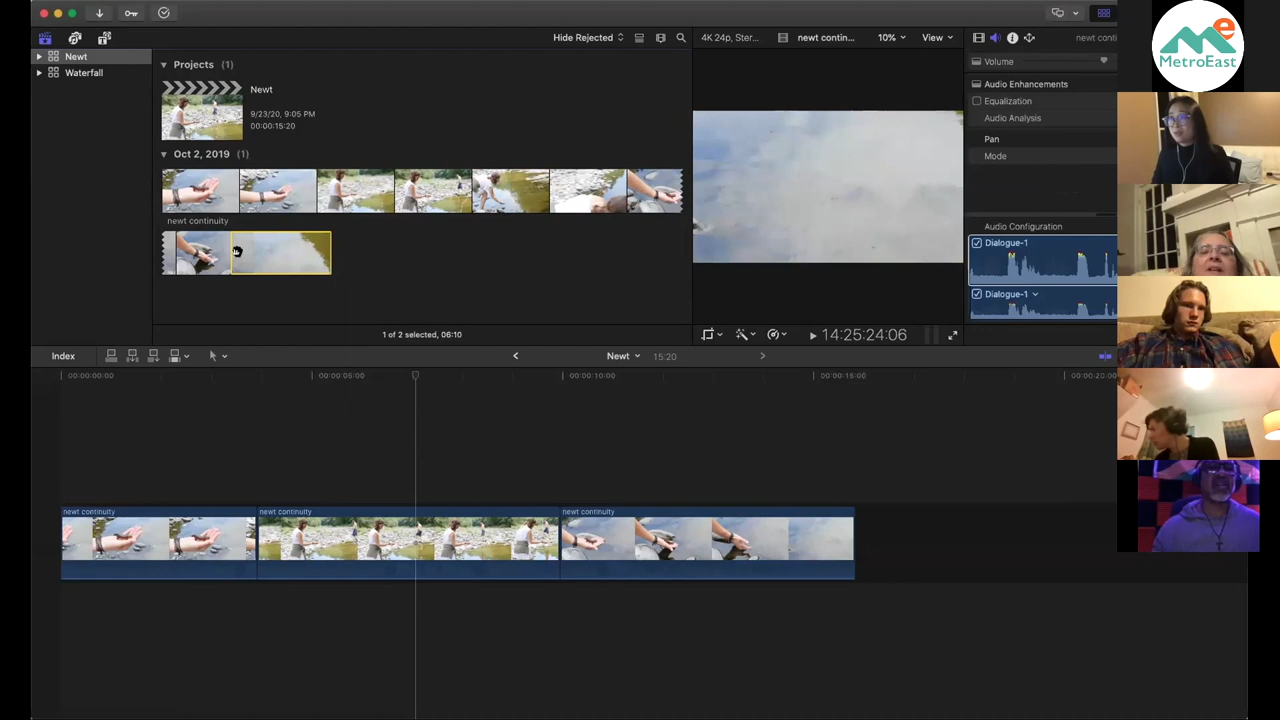 Hide Rejected
4K 24p, Ster...
newt contin...
10%
View
newt conti
Newt
Waterfall
Projects (1)
Newt
9/23/20, 9:05 PM
00:00:15:20
Oct 2, 2019 (1)
newt continuity
1 of 2 selected, 06:10
14:25:24:06
Volume
Audio Enhancements
Equalization
Audio Analysis
Pan
Mode
Audio Configuration
Dialogue-1
Dialogue-1
e
MetroEast
Index
Newt
15:20
00:00:00:00
00:00:05:00
00:00:10:00
00:00:15:00
00:00:20:00
newt continuity
newt continuity
newt continuity